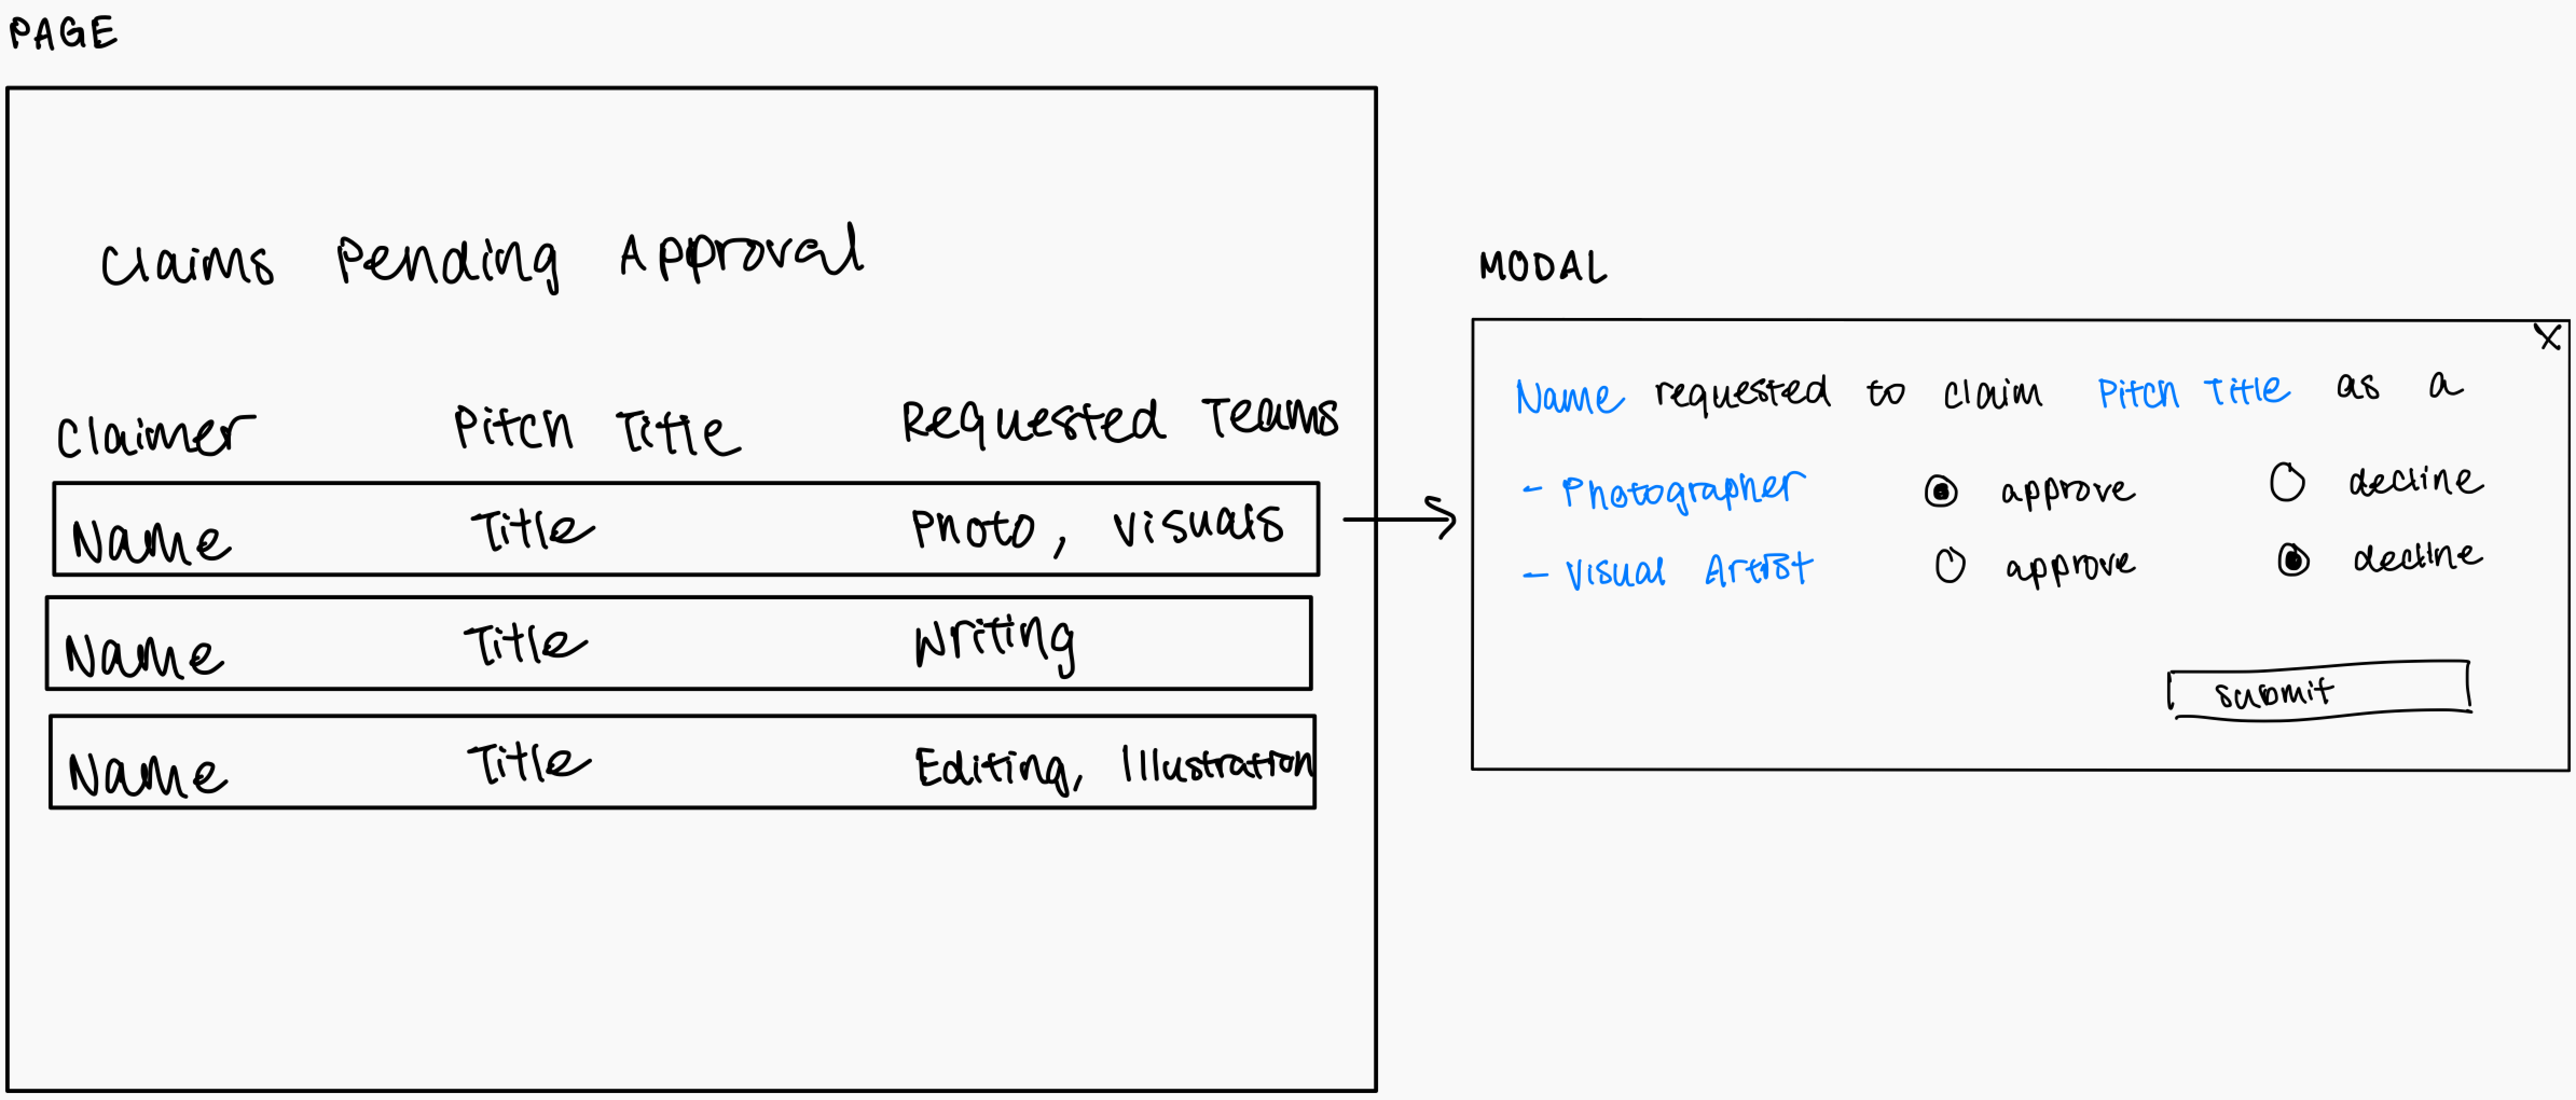 PAGE
Claims Pending Approval
Claimer Pitch Title Requested Teams
Name Title Photo, Visuals
Name Title Writing
Name Title Editing, Illustration
MODAL
X
Name requested to claim Pitch Title as a
- Photographer approve decline
- Visual Artist approve decline
submit